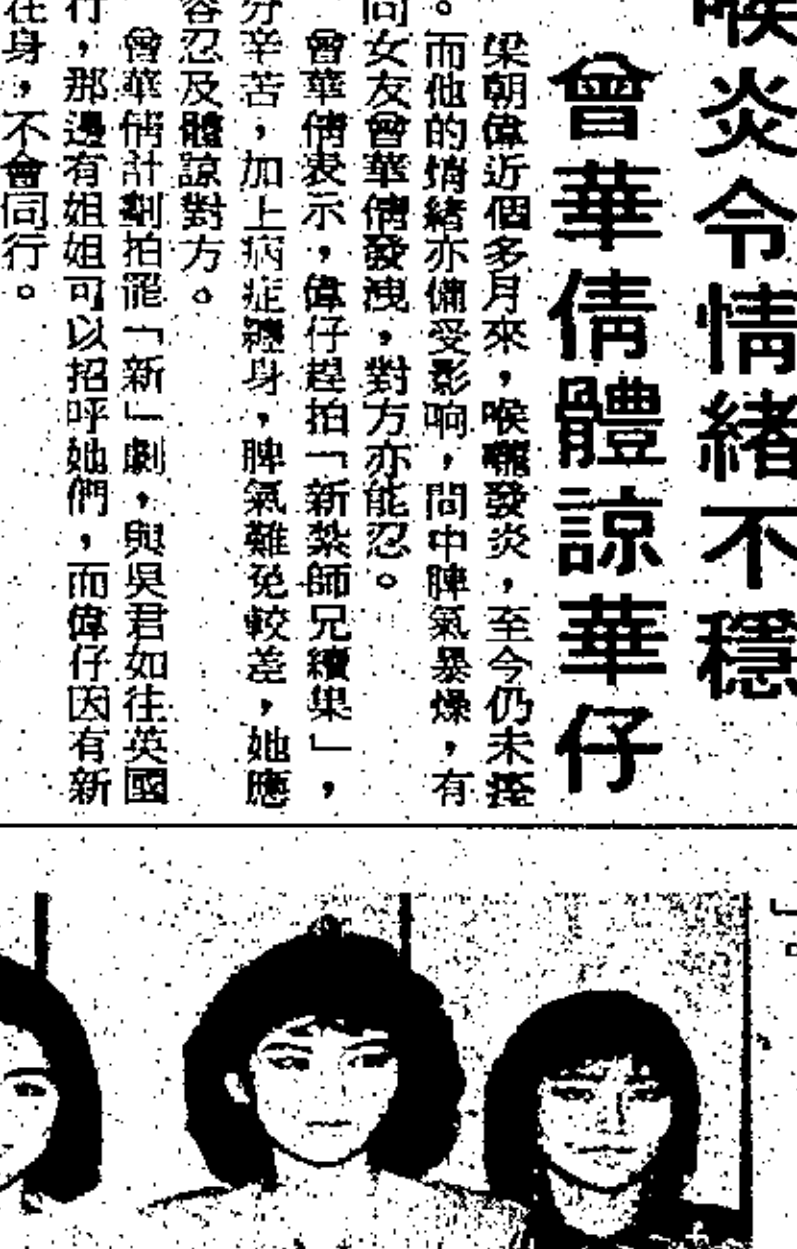 喉炎令情緒不穩
曾華倩體諒華仔
梁朝偉近個多月來，喉嚨發炎，至今仍未痊
。而他的情緒亦備受影响，間中脾氣暴燥，有
向女友曾華倩發洩，對方亦能忍。
曾華倩表示，偉仔趕拍「新紮師兄續集」，
分辛苦，加上病症纏身，脾氣難免較差，她應
容忍及體諒對方。
曾華倩計劃拍罷「新」劇，與吳君如往英國
行，那邊有姐姐可以招呼她們，而偉仔因有新
在身，不會同行。
」。